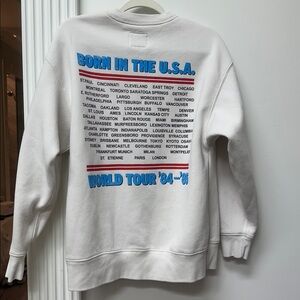 BORN IN THE U.S.A.
ST.PAUL CINCINNATI CLEVELAND EAST TROY CHICAGO
MONTREAL TORONTO SARATOGA SPRINGS DETROIT
E. RUTHERFORD LARGO WORCESTER HARTFORD
PHILADELPHIA PITTSBURGH BUFFALO VANCOUVER
TACOMA OAKLAND LOS ANGELES TEMPE DENVER
ST LOUIS AMES LINCOLN KANSAS CITY AUSTIN
DALLAS HOUSTON BATON ROUGE MIAMI BIRMINGHAM
TALLAHASSEE MURFREESBORO LEXINGTON MEMPHIS
ATLANTA HAMPTON INDIANAPOLIS LOUISVILLE COLUMBIA
CHARLOTTE GREENSBORO PROVIDENCE SYRACUSE
SYDNEY BRISBANE MELBOURNE TOKYO KYOTO OSAKA
DUBLIN NEWCASTLE GOTHENBURG ROTTERDAM
FRANKFURT MUNICH MILAN
ST. ETIENNE PARIS LONDON
WORLD TOUR '84-'8